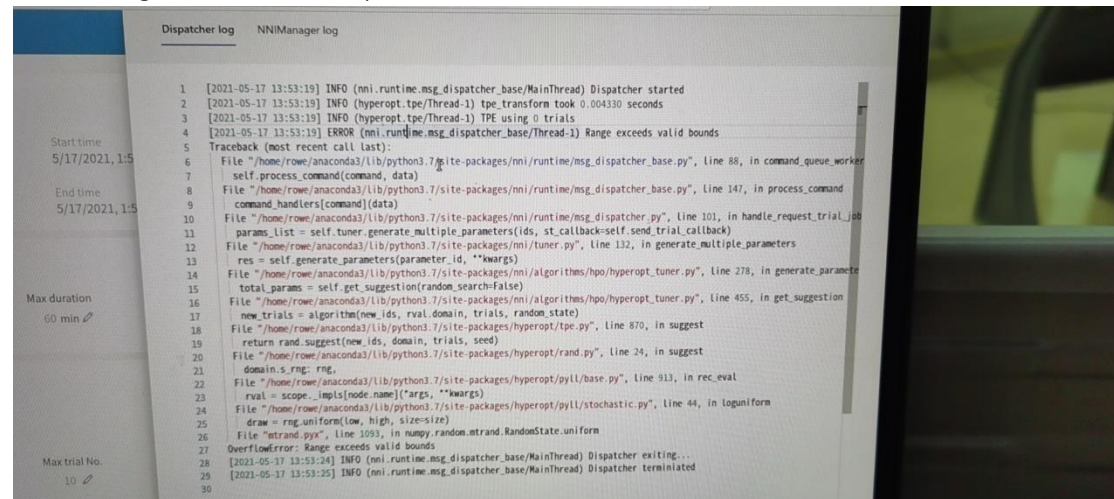 Dispatcher log NNIManager log
1 [2021-05-17 13:53:19] INFO (nni.runtime.msg_dispatcher_base/MainThread) Dispatcher started
2 [2021-05-17 13:53:19] INFO (hyperopt.tpe/Thread-1) tpe_transform took 0.004330 seconds
3 [2021-05-17 13:53:19] INFO (hyperopt.tpe/Thread-1) TPE using 0 trials
4 [2021-05-17 13:53:19] ERROR (nni.runtime.msg_dispatcher_base/Thread-1) Range exceeds valid bounds
5 Traceback (most recent call last):
6 File "/home/rowe/anaconda3/lib/python3.7/site-packages/nni/runtime/msg_dispatcher_base.py", line 88, in command_queue_worker
7 self.process_command(command, data)
8 File "/home/rowe/anaconda3/lib/python3.7/site-packages/nni/runtime/msg_dispatcher_base.py", line 147, in process_command
9 command_handlers[command](data)
10 File "/home/rowe/anaconda3/lib/python3.7/site-packages/nni/runtime/msg_dispatcher.py", line 101, in handle_request_trial_job
11 params_list = self.tuner.generate_multiple_parameters(ids, st_callback=self.send_trial_callback)
12 File "/home/rowe/anaconda3/lib/python3.7/site-packages/nni/tuner.py", line 132, in generate_multiple_parameters
13 res = self.generate_parameters(parameter_id, **kwargs)
14 File "/home/rowe/anaconda3/lib/python3.7/site-packages/nni/algorithms/hpo/hyperopt_tuner.py", line 278, in generate_paramete
15 total_params = self.get_suggestion(random_search=False)
16 File "/home/rowe/anaconda3/lib/python3.7/site-packages/nni/algorithms/hpo/hyperopt_tuner.py", line 455, in get_suggestion
17 new_trials = algorithm(new_ids, rval.domain, trials, random_state)
18 File "/home/rowe/anaconda3/lib/python3.7/site-packages/hyperopt/tpe.py", line 870, in suggest
19 return rand.suggest(new_ids, domain, trials, seed)
20 File "/home/rowe/anaconda3/lib/python3.7/site-packages/hyperopt/rand.py", line 24, in suggest
21 domain.s_rng: rng,
22 File "/home/rowe/anaconda3/lib/python3.7/site-packages/hyperopt/pyll/base.py", line 913, in rec_eval
23 rval = scope._impls[node.name](*args, **kwargs)
24 File "/home/rowe/anaconda3/lib/python3.7/site-packages/hyperopt/pyll/stochastic.py", line 44, in loguniform
25 draw = rng.uniform(low, high, size=size)
26 File "mtrand.pyx", line 1093, in numpy.random.mtrand.RandomState.uniform
27 OverflowError: Range exceeds valid bounds
28 [2021-05-17 13:53:24] INFO (nni.runtime.msg_dispatcher_base/MainThread) Dispatcher exiting...
29 [2021-05-17 13:53:25] INFO (nni.runtime.msg_dispatcher_base/MainThread) Dispatcher terminiated
30
Start time
5/17/2021, 1:5
End time
5/17/2021, 1:5
Max duration
60 min
Max trial No.
10